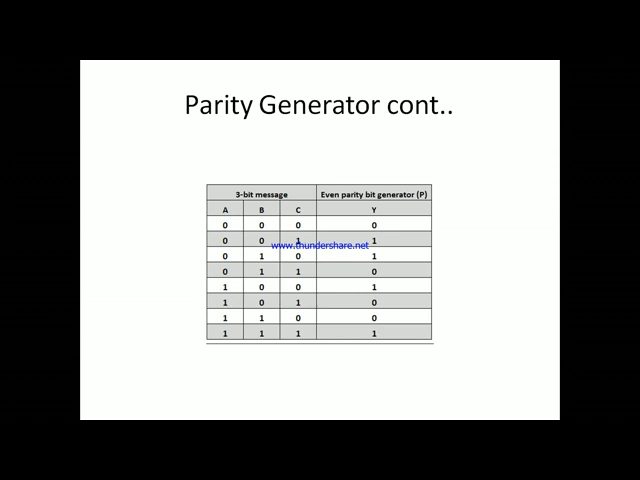 Parity Generator cont..
3-bit message Even parity bit generator (P)
A B C Y
0 0 0 0
0 0 1 1
www.thundershare.net
0 1 0 1
0 1 1 0
1 0 0 1
1 0 1 0
1 1 0 0
1 1 1 1